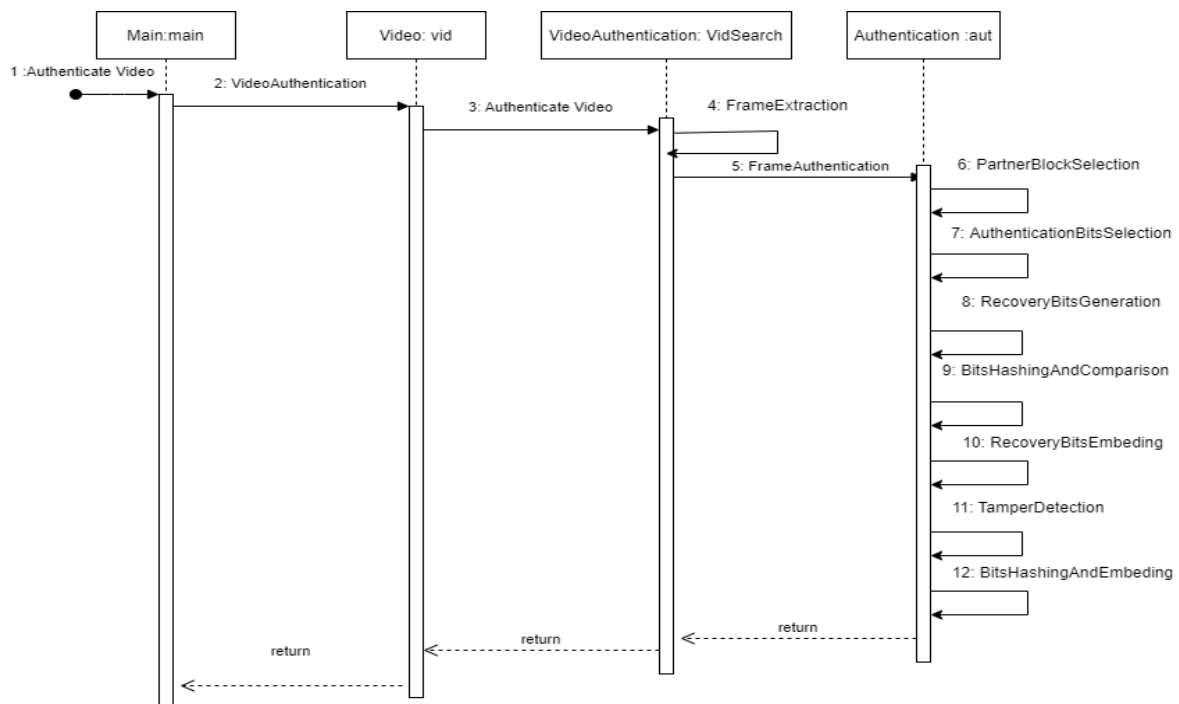 Main:main
Video: vid
VideoAuthentication: VidSearch
Authentication :aut
1 :Authenticate Video
2: VideoAuthentication
3: Authenticate Video
4: FrameExtraction
5: FrameAuthentication
6: PartnerBlockSelection
7: AuthenticationBitsSelection
8: RecoveryBitsGeneration
9: BitsHashingAndComparison
10: RecoveryBitsEmbeding
11: TamperDetection
12: BitsHashingAndEmbeding
return
return
return